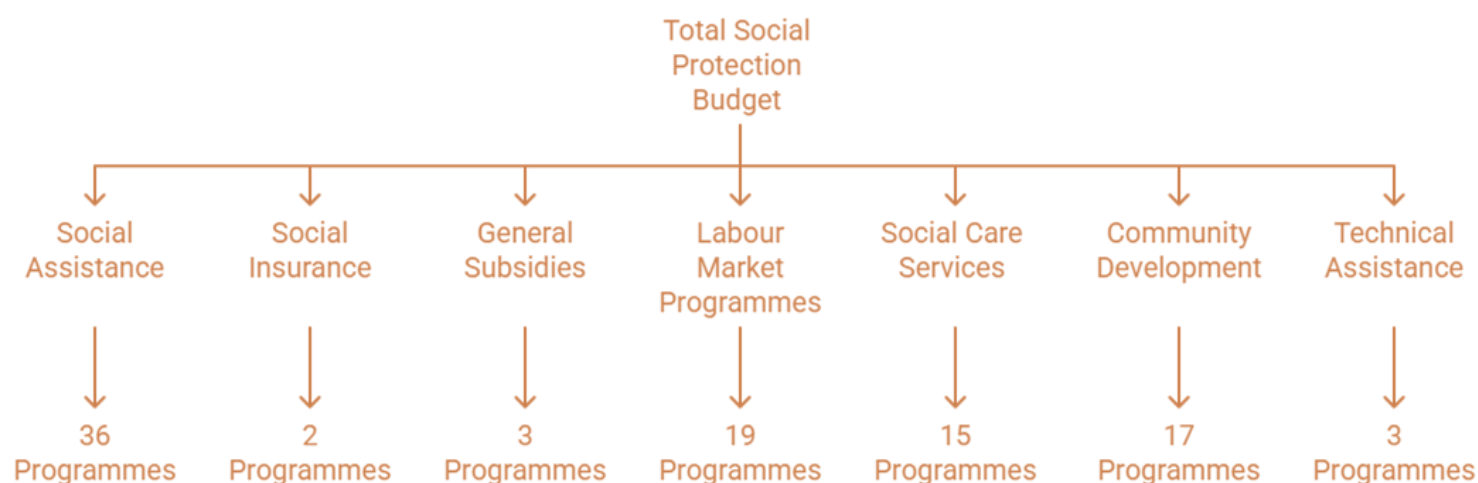 Total Social
Protection
Budget
Social
Assistance
Social
Insurance
General
Subsidies
Labour
Market
Programmes
Social Care
Services
Community
Development
Technical
Assistance
36
Programmes
2
Programmes
3
Programmes
19
Programmes
15
Programmes
17
Programmes
3
Programmes